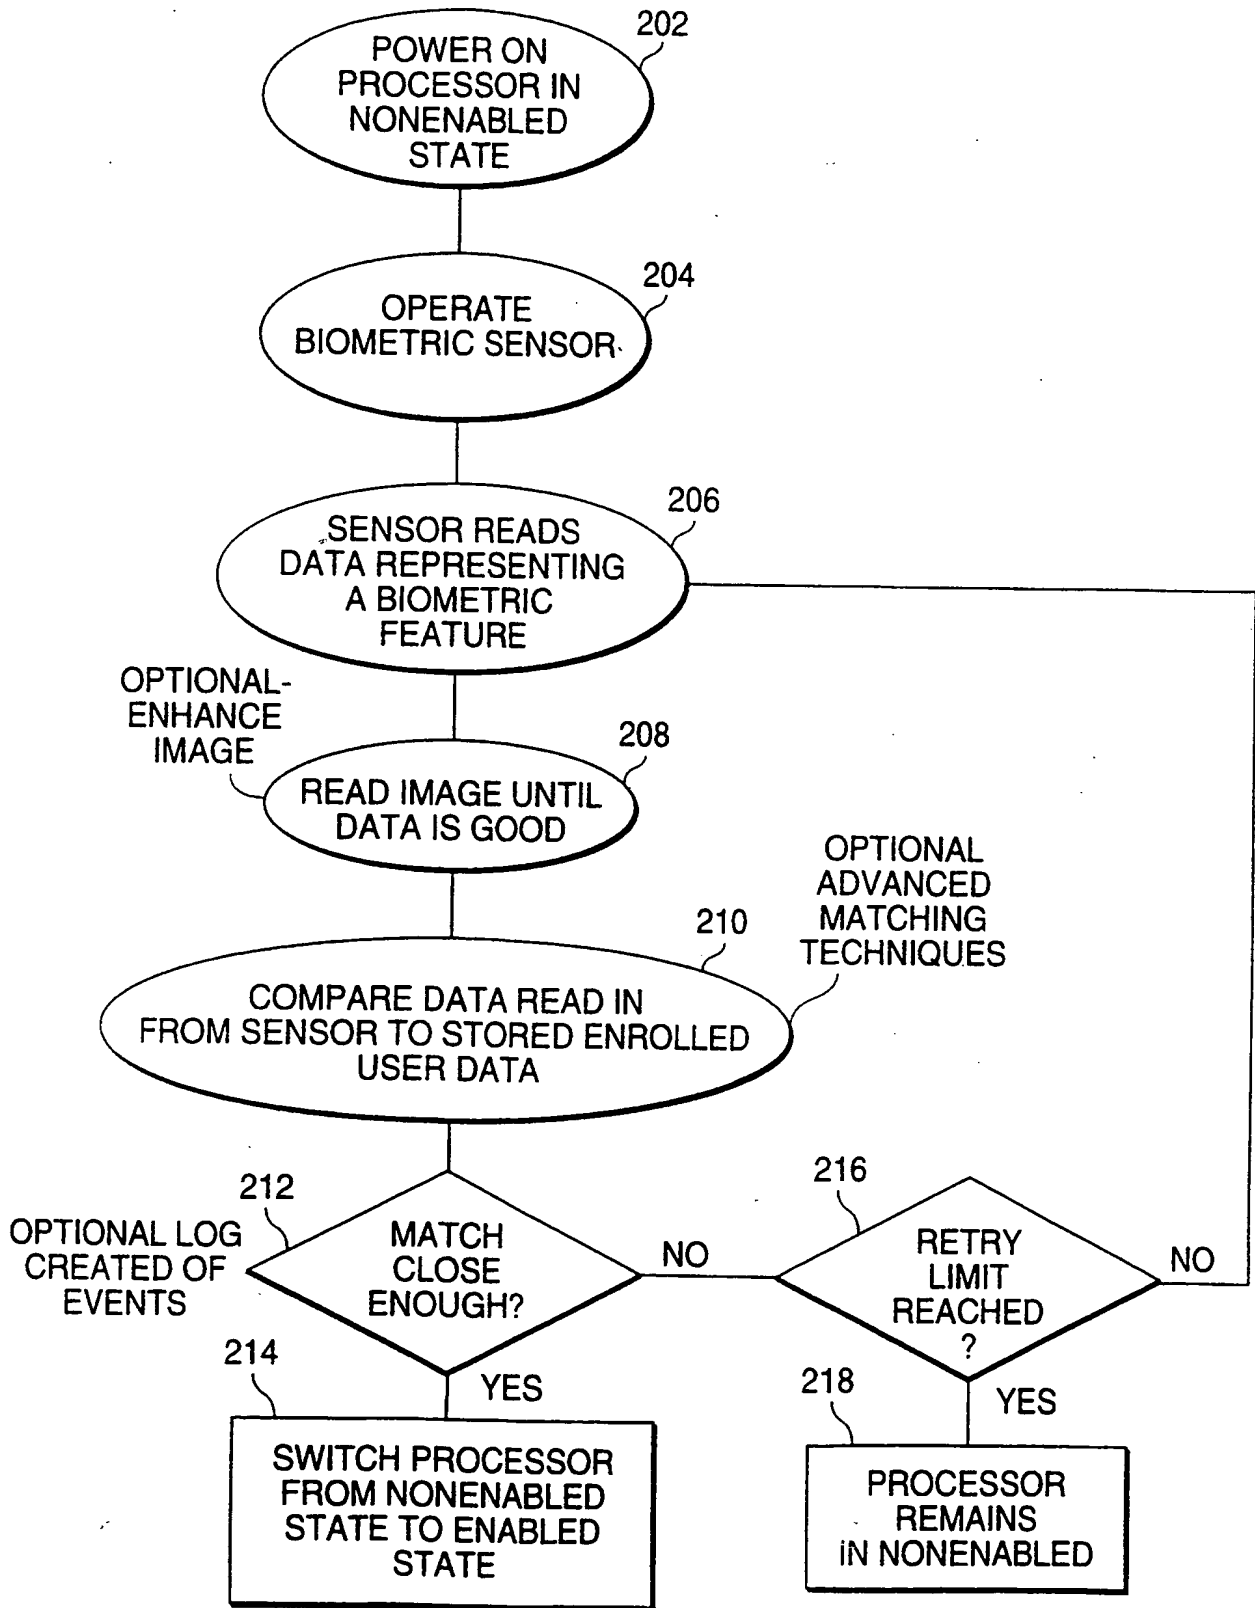 202
POWER ON
PROCESSOR IN
NONENABLED
STATE
204
OPERATE
BIOMETRIC SENSOR
206
SENSOR READS
DATA REPRESENTING
A BIOMETRIC
FEATURE
OPTIONAL-
ENHANCE
IMAGE
208
READ IMAGE UNTIL
DATA IS GOOD
OPTIONAL
ADVANCED
MATCHING
TECHNIQUES
210
COMPARE DATA READ IN
FROM SENSOR TO STORED ENROLLED
USER DATA
212
OPTIONAL LOG
CREATED OF
EVENTS
MATCH
CLOSE
ENOUGH?
NO
216
RETRY
LIMIT
REACHED
?
NO
214
YES
SWITCH PROCESSOR
FROM NONENABLED
STATE TO ENABLED
STATE
218
YES
PROCESSOR
REMAINS
IN NONENABLED